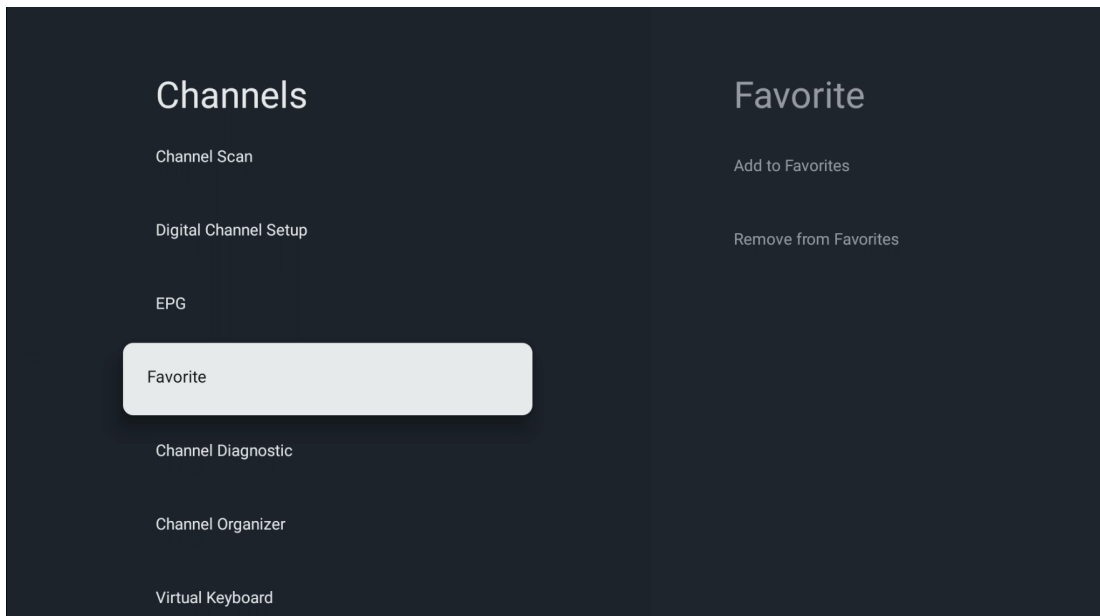 Channels
Channel Scan
Digital Channel Setup
EPG
Favorite
Channel Diagnostic
Channel Organizer
Virtual Keyboard
Favorite
Add to Favorites
Remove from Favorites